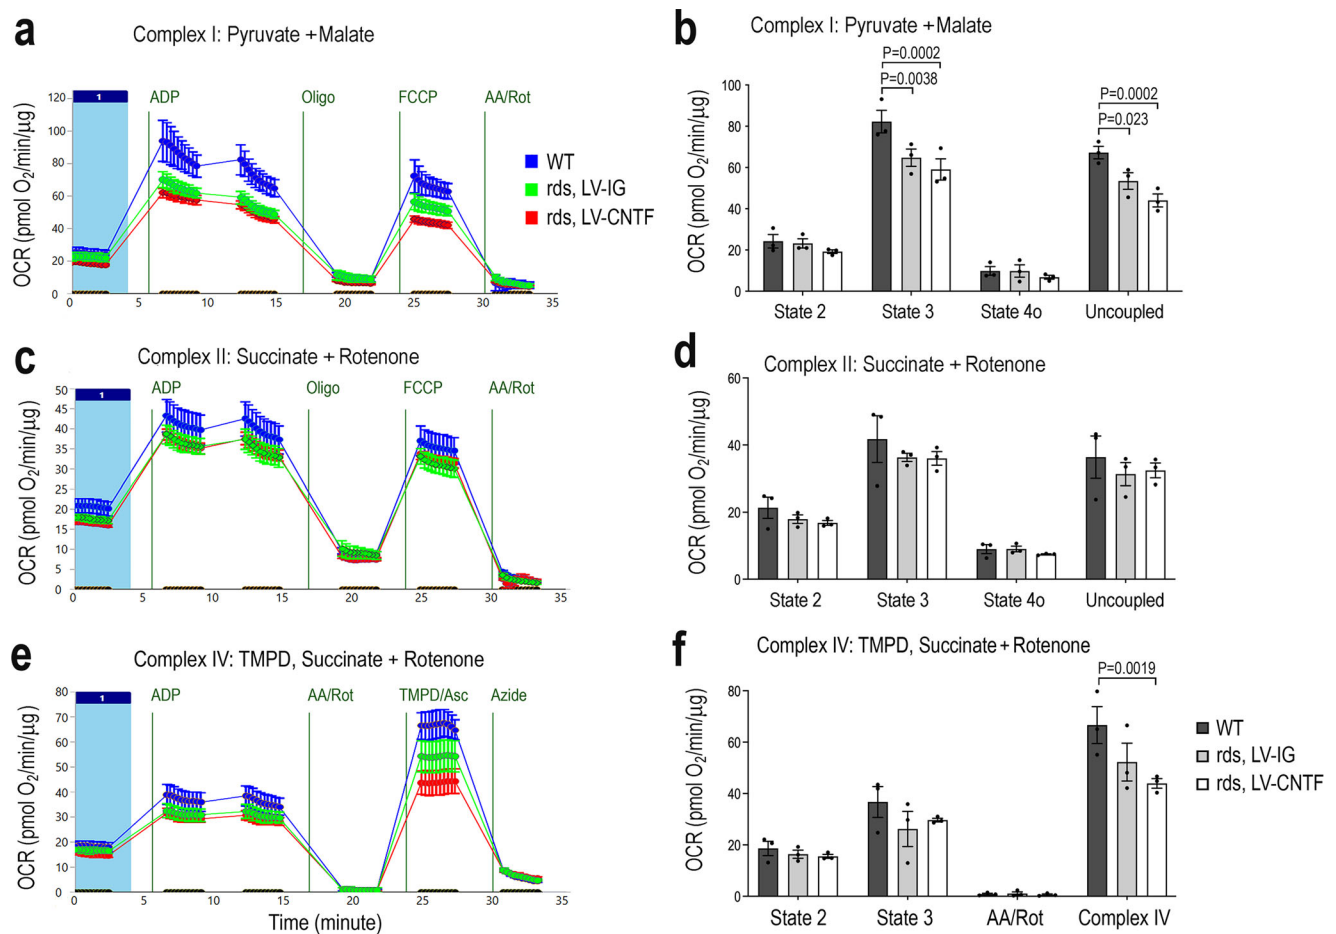 a
Complex I: Pyruvate +Malate
ADP
Oligo
FCCP
AA/Rot
1
OCR (pmol O₂/min/µg)
120
100
80
60
40
20
0
0 5 10 15 20 25 30 35
WT
rds, LV-IG
rds, LV-CNTF
b
Complex I: Pyruvate +Malate
P=0.0002
P=0.0038
P=0.0002
P=0.023
OCR (pmol O₂/min/µg)
100
80
60
40
20
0
State 2 State 3 State 4o Uncoupled
c
Complex II: Succinate + Rotenone
ADP
Oligo
FCCP
AA/Rot
1
OCR (pmol O₂/min/µg)
50
45
40
35
30
25
20
15
10
5
0
0 5 10 15 20 25 30 35
d
Complex II: Succinate + Rotenone
OCR (pmol O₂/min/µg)
60
40
20
0
State 2 State 3 State 4o Uncoupled
e
Complex IV: TMPD, Succinate + Rotenone
ADP
AA/Rot
TMPD/Asc
Azide
1
OCR (pmol O₂/min/µg)
80
70
60
50
40
30
20
10
0
0 5 10 15 20 25 30 35
Time (minute)
f
Complex IV: TMPD, Succinate + Rotenone
P=0.0019
OCR (pmol O₂/min/µg)
80
60
40
20
0
State 2 State 3 AA/Rot Complex IV
WT
rds, LV-IG
rds, LV-CNTF